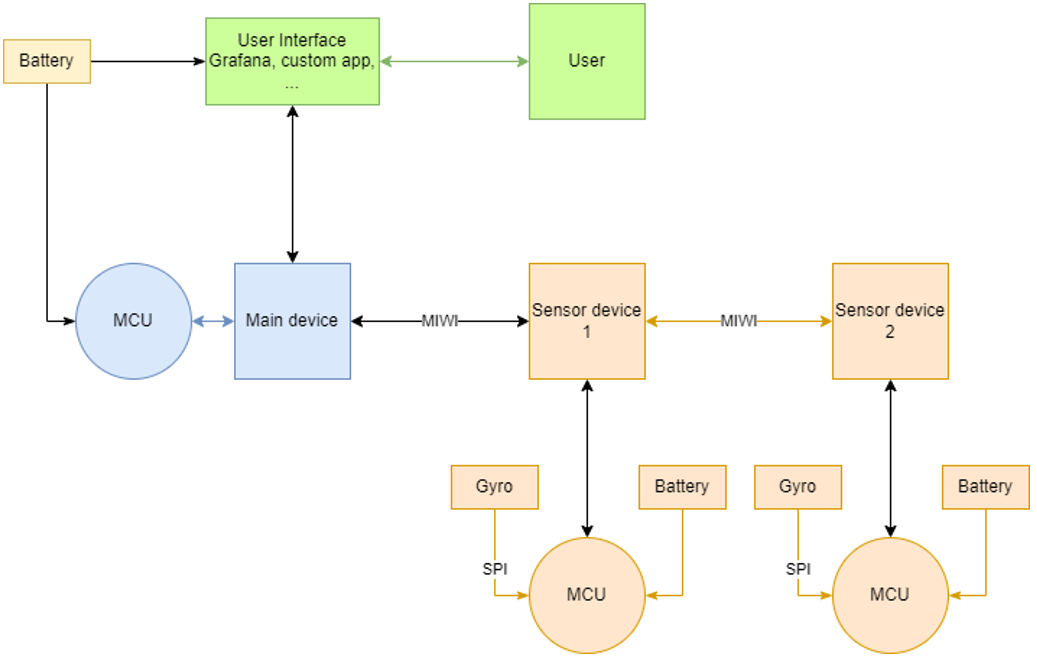 Battery
User Interface
Grafana, custom app,
...
User
MCU
Main device
MIWI
Sensor device
1
MIWI
Sensor device
2
Gyro
Battery
Gyro
Battery
SPI
MCU
SPI
MCU